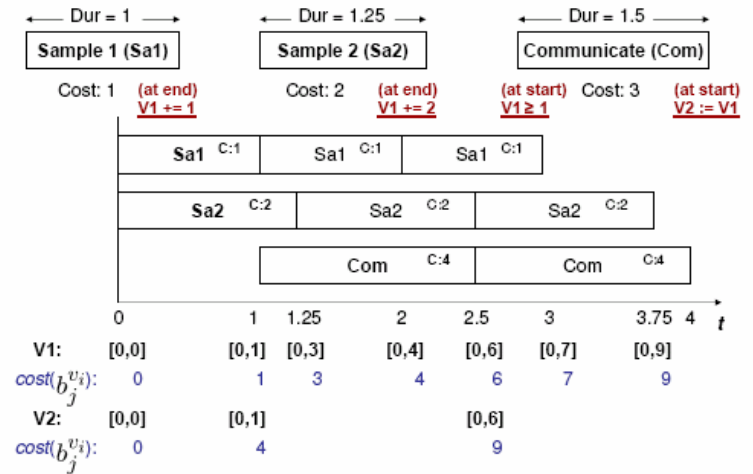 Dur = 1 Dur = 1.25 Dur = 1.5
Sample 1 (Sa1) Sample 2 (Sa2) Communicate (Com)
Cost: 1 (at end) Cost: 2 (at end) (at start) Cost: 3 (at start)
V1 += 1 V1 += 2 V1 ≥ 1 V2 := V1
Sa1 C:1 Sa1 C:1 Sa1 C:1
Sa2 C:2 Sa2 C:2 Sa2 C:2
Com C:4 Com C:4
0 1 1.25 2 2.5 3 3.75 4 t
V1: [0,0] [0,1] [0,3] [0,4] [0,6] [0,7] [0,9]
cost(b_j^{v_i}): 0 1 3 4 6 7 9
V2: [0,0] [0,1] [0,6]
cost(b_j^{v_i}): 0 4 9